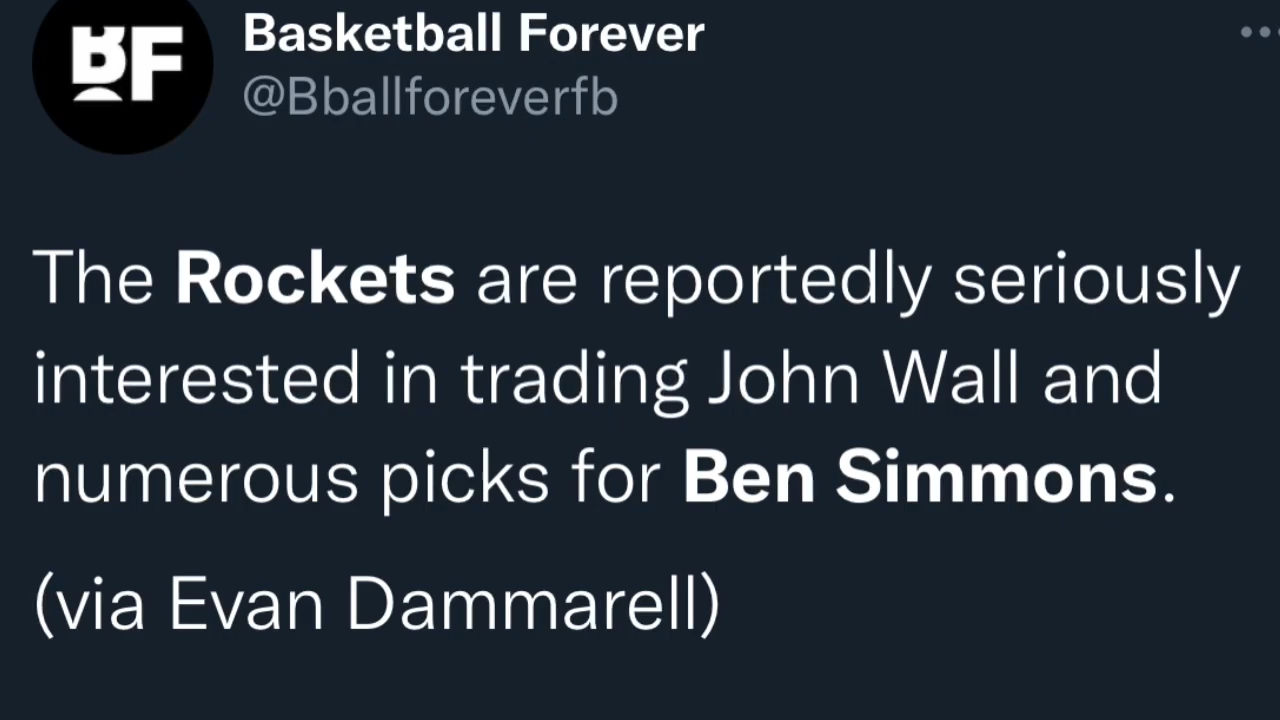 BF
Basketball Forever
@Bballforeverfb
The Rockets are reportedly seriously
interested in trading John Wall and
numerous picks for Ben Simmons.
(via Evan Dammarell)